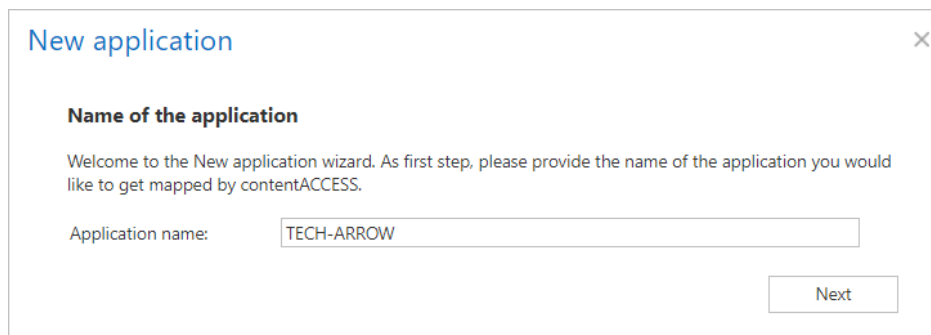 New application
Name of the application
Welcome to the New application wizard. As first step, please provide the name of the application you would
like to get mapped by contentACCESS.
Application name: TECH-ARROW
Next